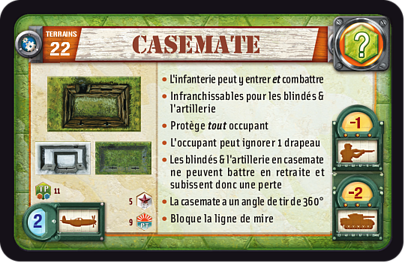 TERRAINS
22
CASEMATE
?
• L'infanterie peut y entrer et combattre
• Infranchissables pour les blindés &
l'artillerie
• Protège tout occupant
• L'occupant peut ignorer 1 drapeau
• Les blindés & l'artillerie en casemate
ne peuvent battre en retraite et
subissent donc une perte
• La casemate a un angle de tir de 360°
• Bloque la ligne de mire
-1
-2
11
5
9
2